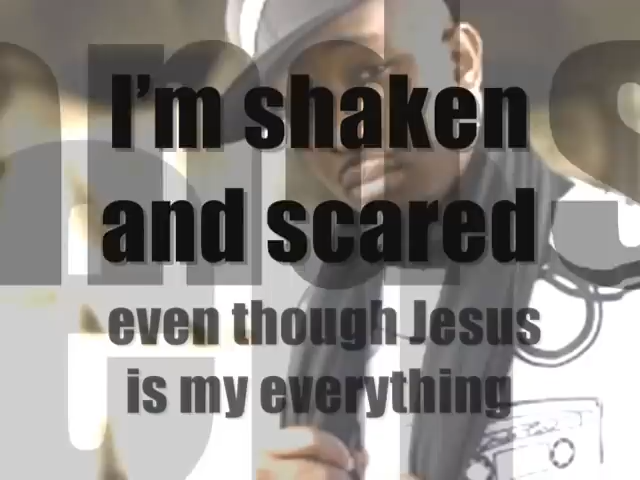 I'm shaken
and scared
even though Jesus
is my everything